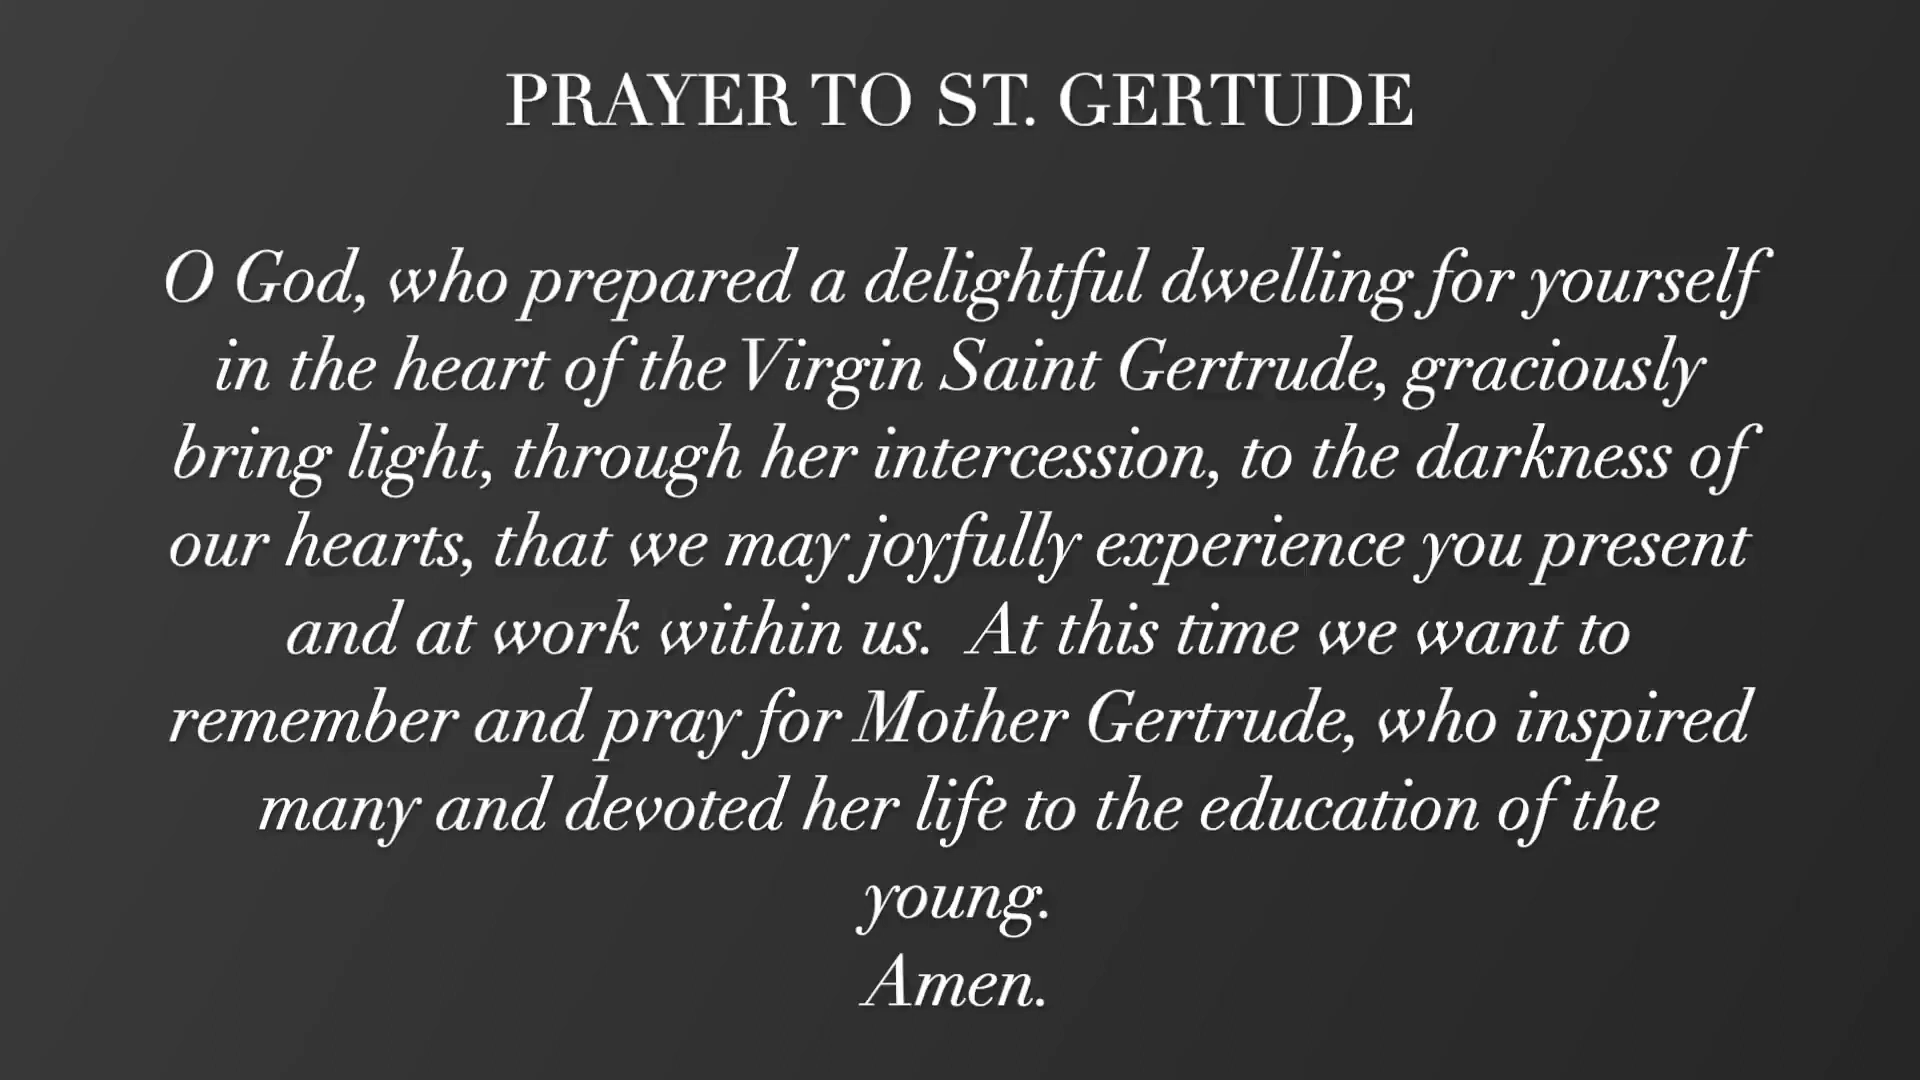 PRAYER TO ST. GERTUDE
O God, who prepared a delightful dwelling for yourself
in the heart of the Virgin Saint Gertrude, graciously
bring light, through her intercession, to the darkness of
our hearts, that we may joyfully experience you present
and at work within us.  At this time we want to
remember and pray for Mother Gertrude, who inspired
many and devoted her life to the education of the
young.
Amen.